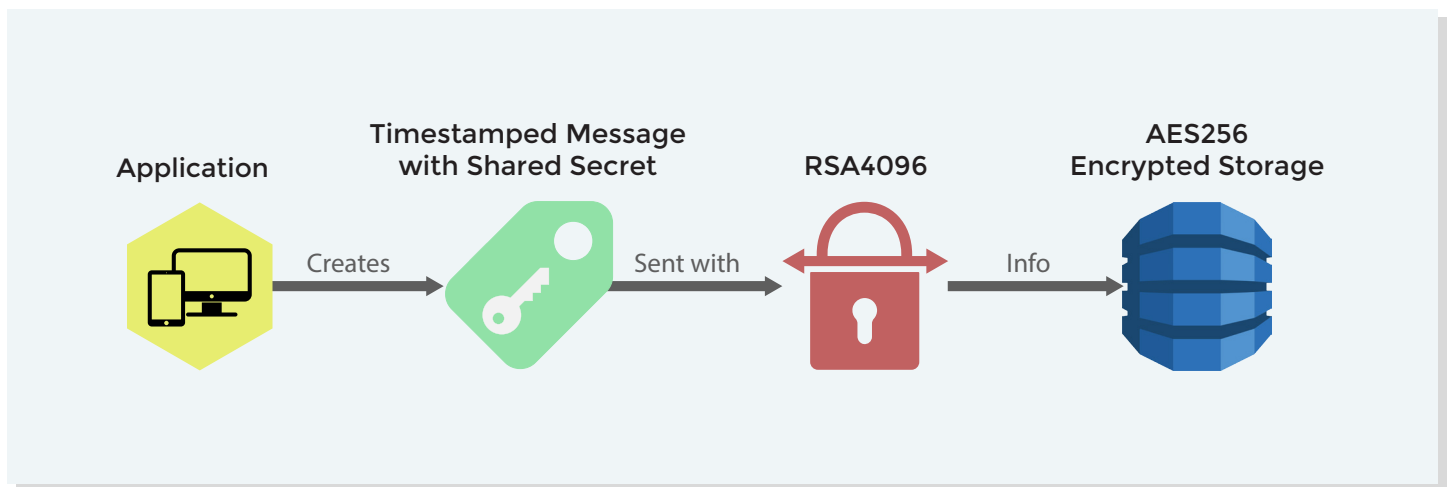 Application
Timestamped Message
with Shared Secret
RSA4096
AES256
Encrypted Storage
Creates
Sent with
Info